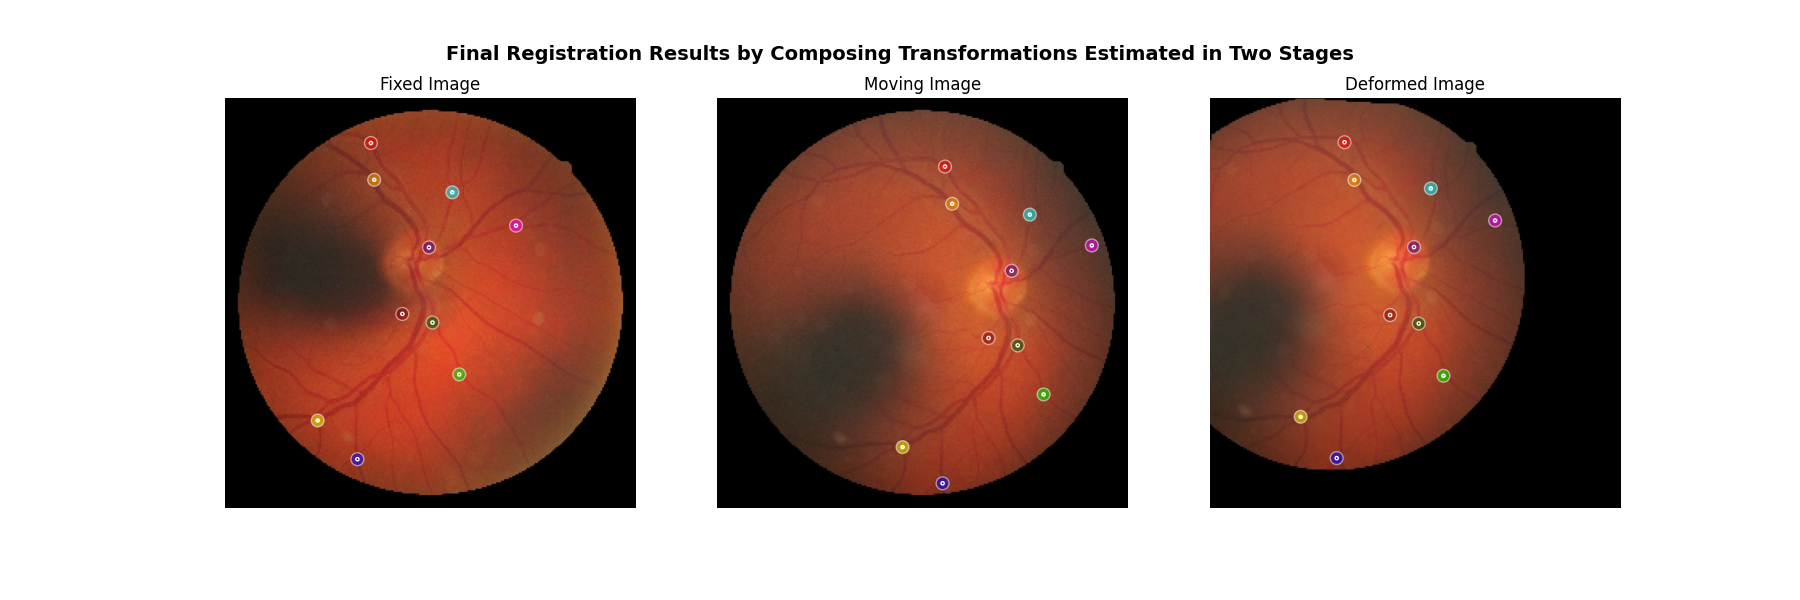 Final Registration Results by Composing Transformations Estimated in Two Stages
Fixed Image
Moving Image
Deformed Image